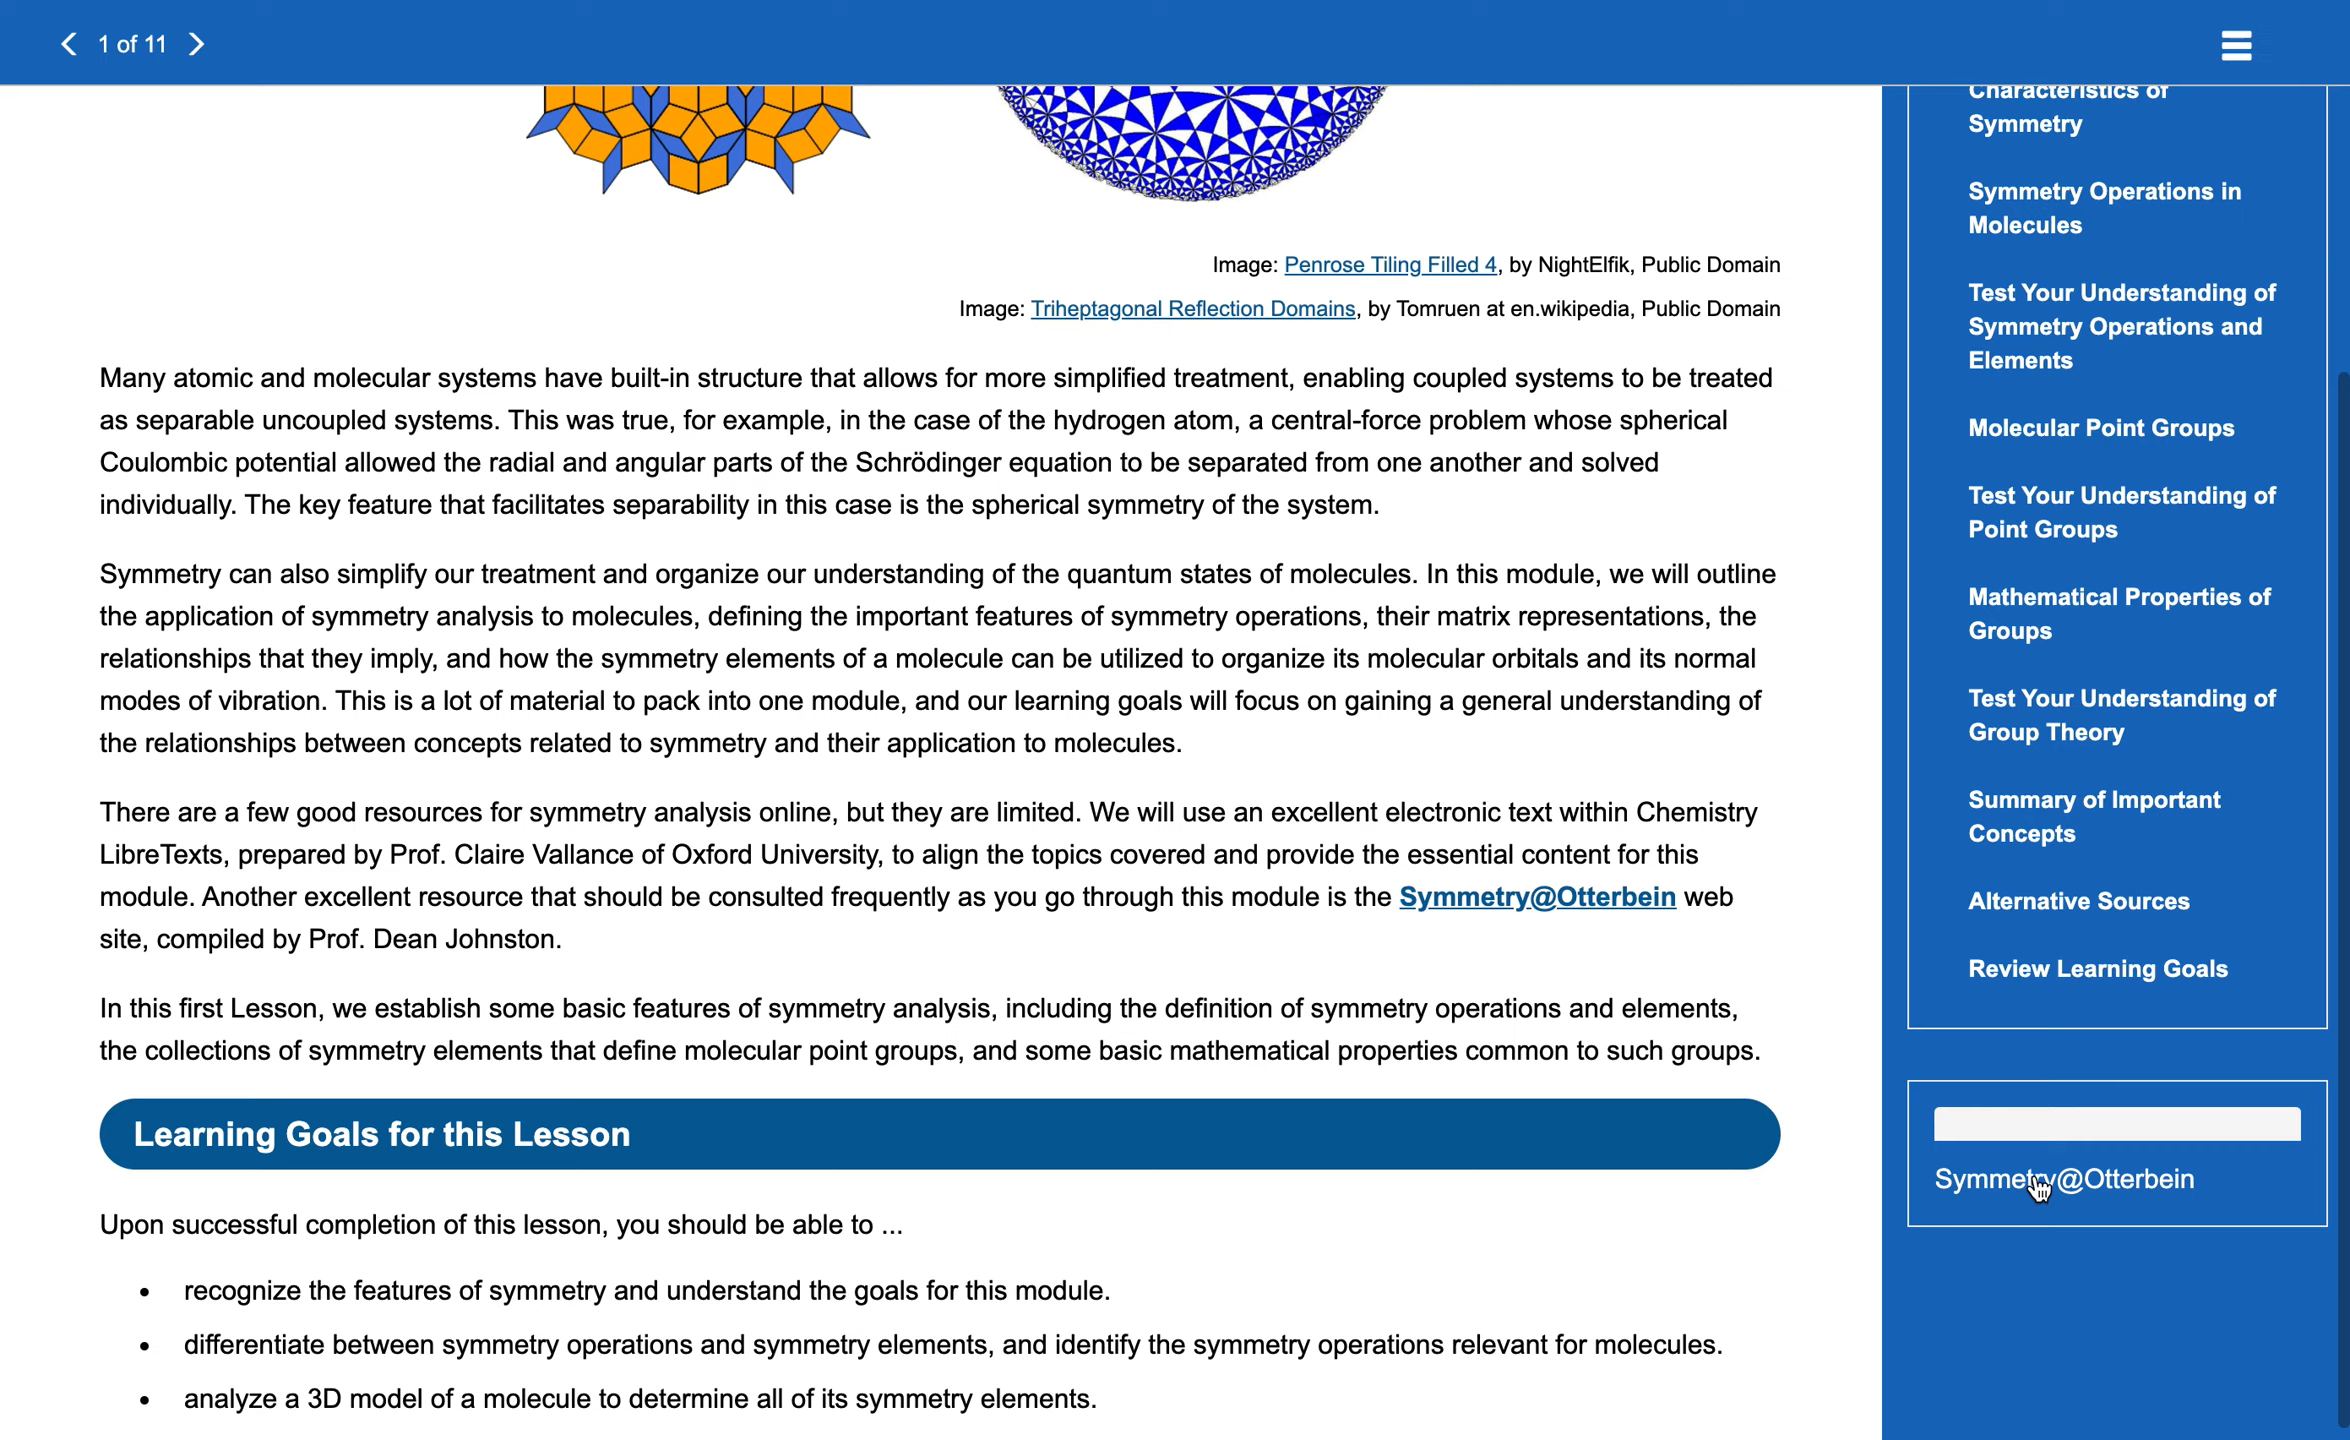 1 of 11
Image: Penrose Tiling Filled 4, by NightElfik, Public Domain
Image: Triheptagonal Reflection Domains, by Tomruen at en.wikipedia, Public Domain
Many atomic and molecular systems have built-in structure that allows for more simplified treatment, enabling coupled systems to be treated
as separable uncoupled systems. This was true, for example, in the case of the hydrogen atom, a central-force problem whose spherical
Coulombic potential allowed the radial and angular parts of the Schrödinger equation to be separated from one another and solved
individually. The key feature that facilitates separability in this case is the spherical symmetry of the system.
Symmetry can also simplify our treatment and organize our understanding of the quantum states of molecules. In this module, we will outline
the application of symmetry analysis to molecules, defining the important features of symmetry operations, their matrix representations, the
relationships that they imply, and how the symmetry elements of a molecule can be utilized to organize its molecular orbitals and its normal
modes of vibration. This is a lot of material to pack into one module, and our learning goals will focus on gaining a general understanding of
the relationships between concepts related to symmetry and their application to molecules.
There are a few good resources for symmetry analysis online, but they are limited. We will use an excellent electronic text within Chemistry
LibreTexts, prepared by Prof. Claire Vallance of Oxford University, to align the topics covered and provide the essential content for this
module. Another excellent resource that should be consulted frequently as you go through this module is the Symmetry@Otterbein web
site, compiled by Prof. Dean Johnston.
In this first Lesson, we establish some basic features of symmetry analysis, including the definition of symmetry operations and elements,
the collections of symmetry elements that define molecular point groups, and some basic mathematical properties common to such groups.
Learning Goals for this Lesson
Upon successful completion of this lesson, you should be able to ...
• recognize the features of symmetry and understand the goals for this module.
• differentiate between symmetry operations and symmetry elements, and identify the symmetry operations relevant for molecules.
• analyze a 3D model of a molecule to determine all of its symmetry elements.
Characteristics of
Symmetry
Symmetry Operations in
Molecules
Test Your Understanding of
Symmetry Operations and
Elements
Molecular Point Groups
Test Your Understanding of
Point Groups
Mathematical Properties of
Groups
Test Your Understanding of
Group Theory
Summary of Important
Concepts
Alternative Sources
Review Learning Goals
Symmetry@Otterbein